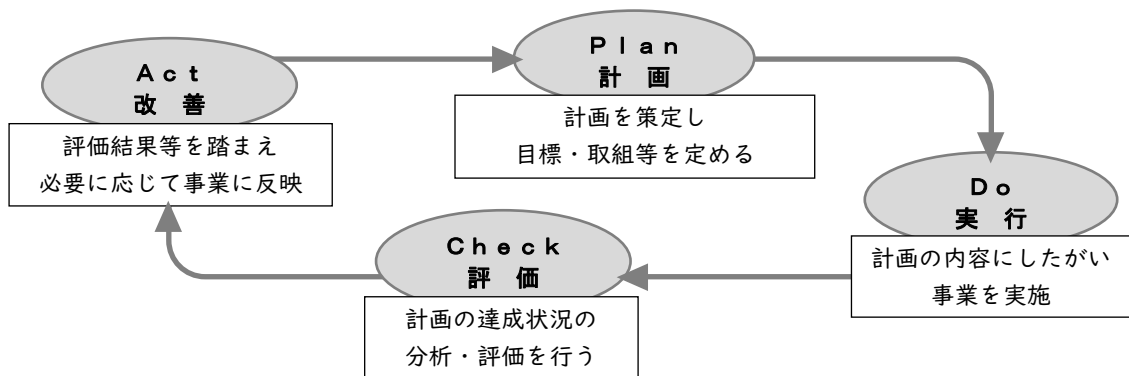 Ｐｌａｎ
計　画
計画を策定し
目標・取組等を定める
Ｄｏ
実　行
計画の内容にしたがい
事業を実施
Ｃｈｅｃｋ
評　価
計画の達成状況の
分析・評価を行う
Ａｃｔ
改　善
評価結果等を踏まえ
必要に応じて事業に反映